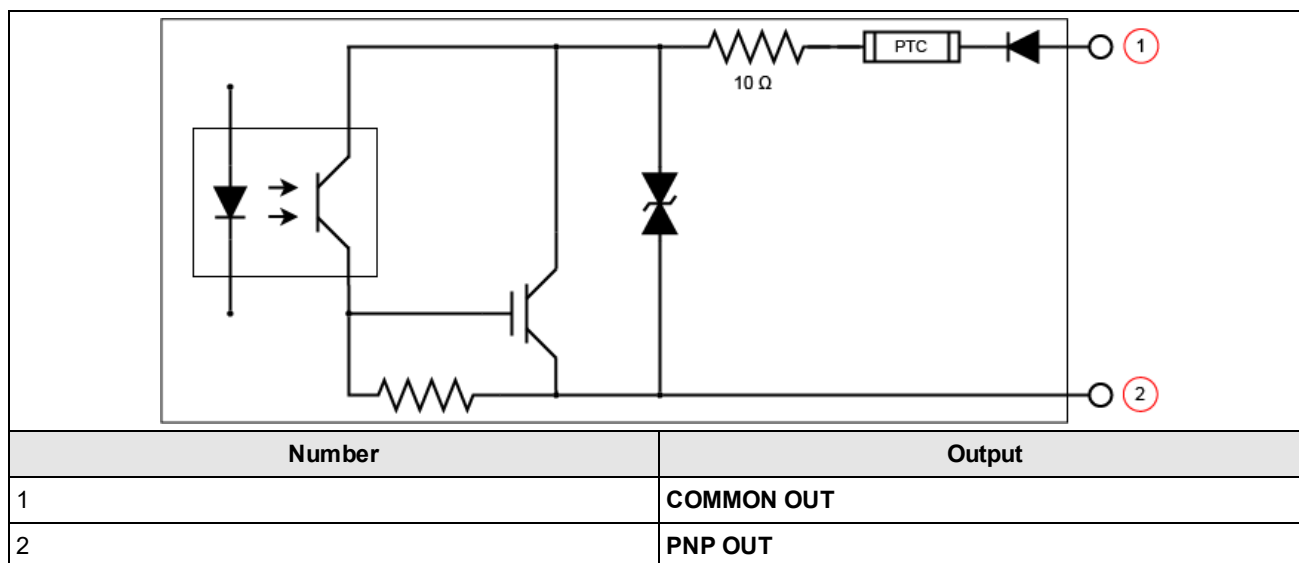 PTC
1
10 Ω
2
Number Output
1 COMMON OUT
2 PNP OUT